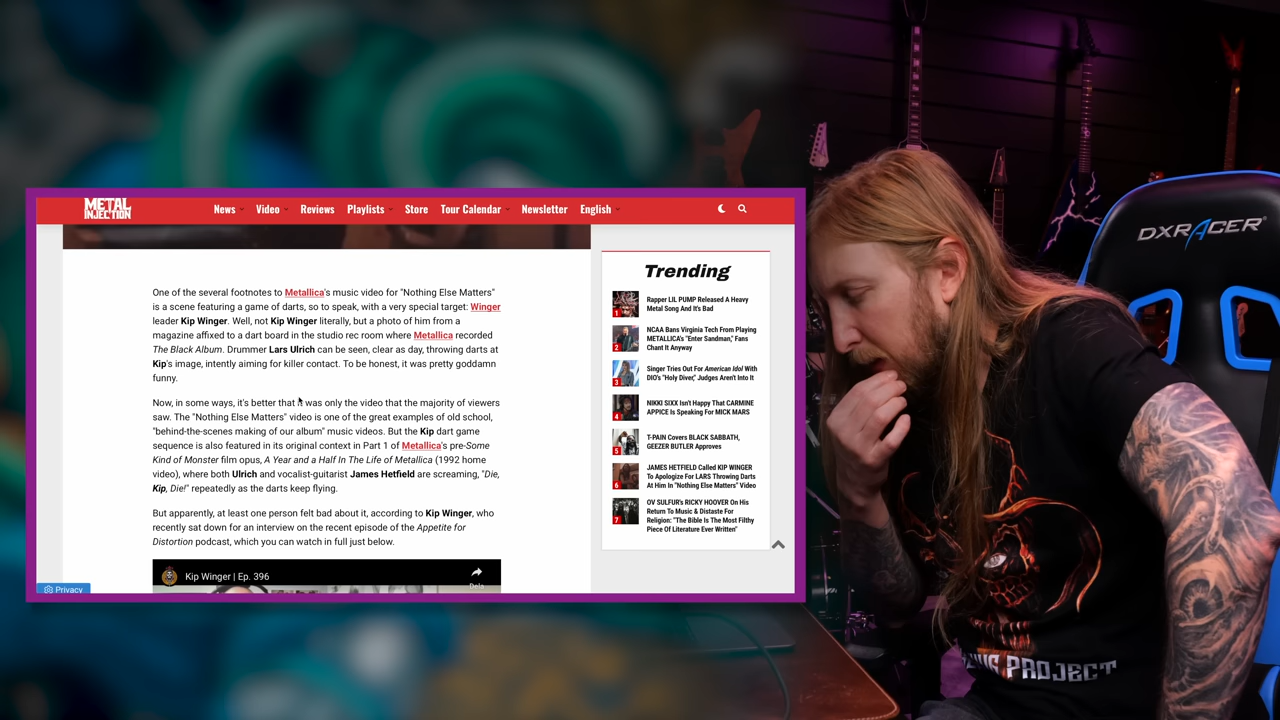 METAL
INJECTION
News
Video
Reviews
Playlists
Store
Tour Calendar
Newsletter
English
One of the several footnotes to Metallica's music video for "Nothing Else Matters"
is a scene featuring a game of darts, so to speak, with a very special target: Winger
leader Kip Winger. Well, not Kip Winger literally, but a photo of him from a
magazine affixed to a dart board in the studio rec room where Metallica recorded
The Black Album. Drummer Lars Ulrich can be seen, clear as day, throwing darts at
Kip's image, intently aiming for killer contact. To be honest, it was pretty goddamn
funny.
Now, in some ways, it's better that it was only the video that the majority of viewers
saw. The "Nothing Else Matters" video is one of the great examples of old school,
"behind-the-scenes making of our album" music videos. But the Kip dart game
sequence is also featured in its original context in Part 1 of Metallica's pre-Some
Kind of Monster film opus, A Year and a Half In The Life of Metallica (1992 home
video), where both Ulrich and vocalist-guitarist James Hetfield are screaming, "Die,
Kip, Die!" repeatedly as the darts keep flying.
But apparently, at least one person felt bad about it, according to Kip Winger, who
recently sat down for an interview on the recent episode of the Appetite for
Distortion podcast, which you can watch in full just below.
Kip Winger | Ep. 396
Dela
Privacy
Trending
1
Rapper LIL PUMP Released A Heavy
Metal Song And It's Bad
2
NCAA Bans Virginia Tech From Playing
METALLICA's "Enter Sandman," Fans
Chant It Anyway
3
Singer Tries Out For American Idol With
DIO's "Holy Diver," Judges Aren't Into It
4
NIKKI SIXX Isn't Happy That CARMINE
APPICE Is Speaking For MICK MARS
5
T-PAIN Covers BLACK SABBATH,
GEEZER BUTLER Approves
6
JAMES HETFIELD Called KIP WINGER
To Apologize For LARS Throwing Darts
At Him In "Nothing Else Matters" Video
7
OV SULFUR's RICKY HOOVER On His
Return To Music & Distaste For
Religion: "The Bible Is The Most Filthy
Piece Of Literature Ever Written"
DXRACER
PROJECT